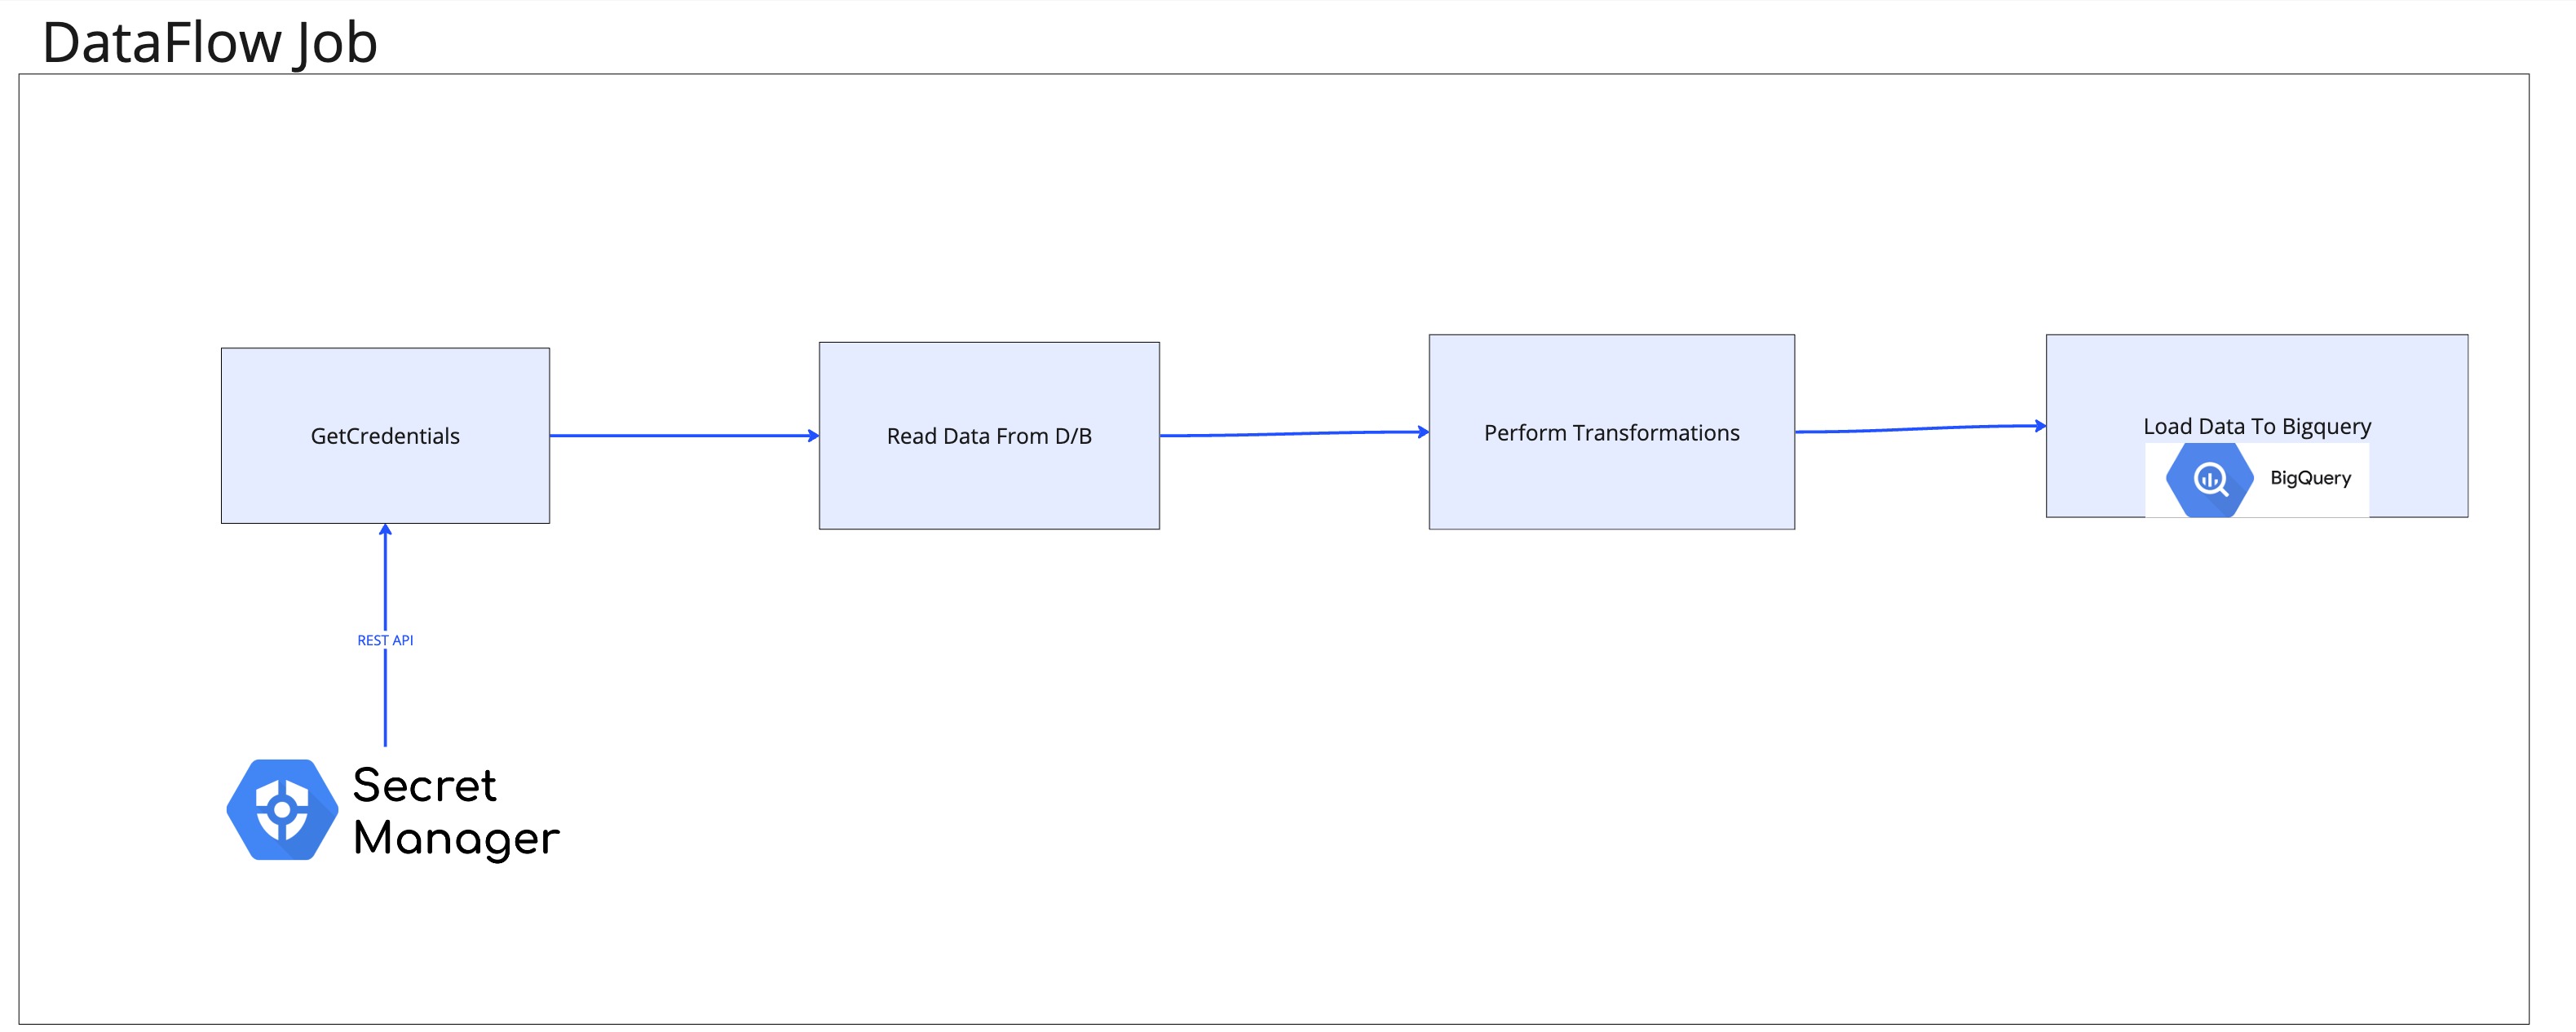 DataFlow Job
GetCredentials
Read Data From D/B
Perform Transformations
Load Data To Bigquery
BigQuery
REST API
Secret
Manager